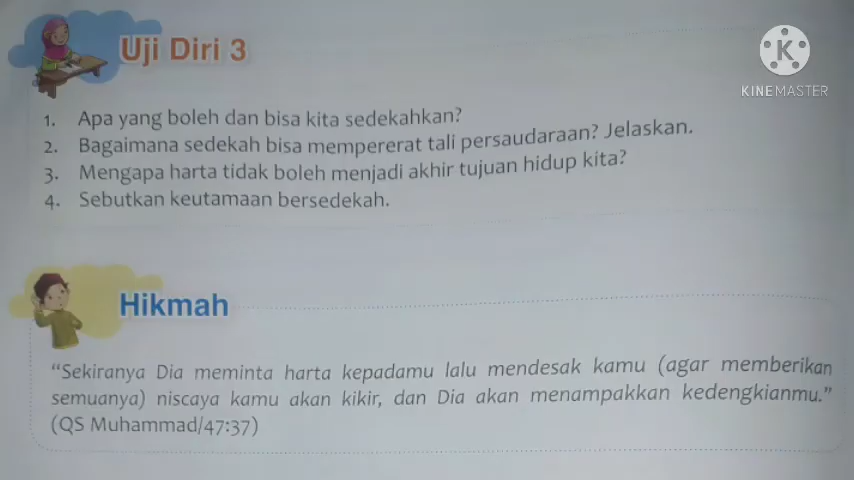 Uji Diri 3
KINEMASTER
1. Apa yang boleh dan bisa kita sedekahkan?
2. Bagaimana sedekah bisa mempererat tali persaudaraan? Jelaskan.
3. Mengapa harta tidak boleh menjadi akhir tujuan hidup kita?
4. Sebutkan keutamaan bersedekah.
Hikmah
“Sekiranya Dia meminta harta kepadamu lalu mendesak kamu (agar memberikan
semuanya) niscaya kamu akan kikir, dan Dia akan menampakkan kedengkianmu.”
(QS Muhammad/47:37)